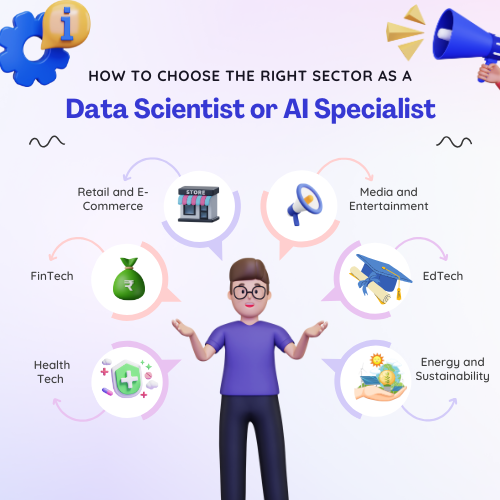 HOW TO CHOOSE THE RIGHT SECTOR AS A
Data Scientist or AI Specialist
Retail and E-
Commerce
STORE
Media and
Entertainment
FinTech
₹
EdTech
Health
Tech
Energy and
Sustainability